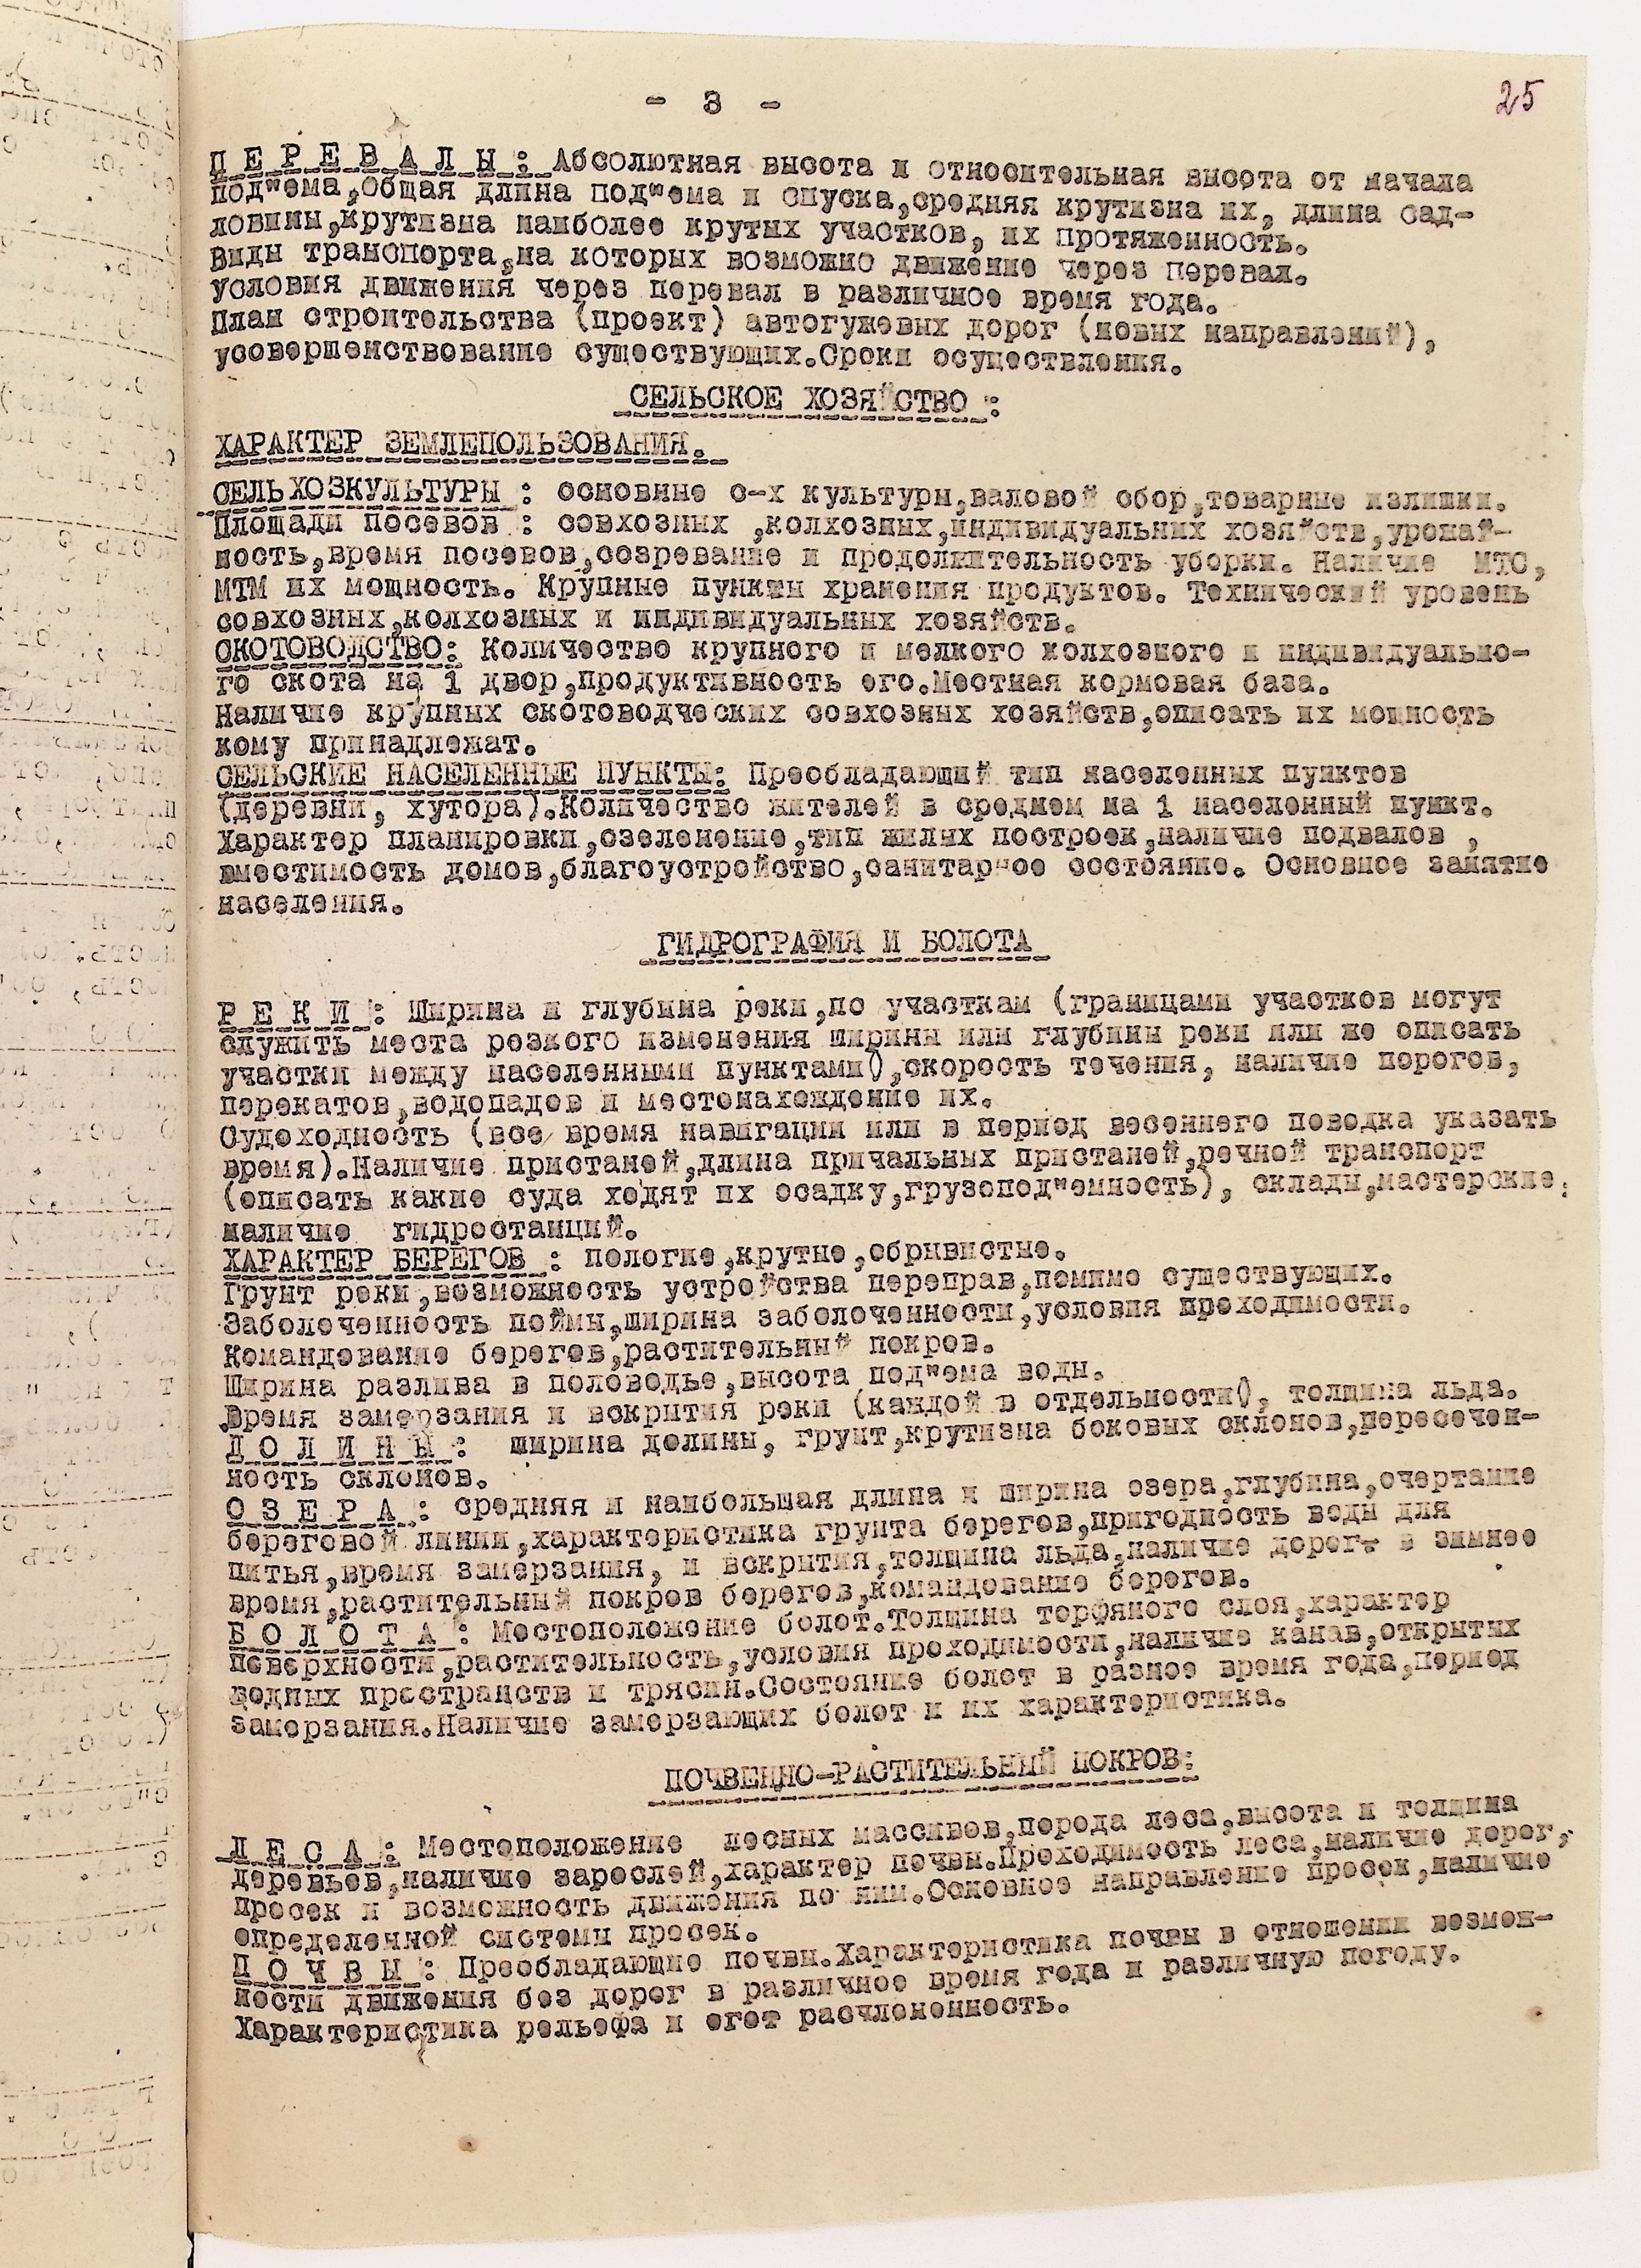 - 3 -
25
П Е Р Е В А Л Ы : Абсолютная высота и относительная высота от начала
под"ема,общая длина под"ема и спуска,средняя крутизна их, длина сад-
ловины,крутизна наиболее крутых участков, их протяженность.
Виды транспорта,на которых возможно движение через перевал.
условия движения через перевал в различное время года.
План строительства (проект) автогужевых дорог (новых направлений),
усовершенствование существующих.Сроки осуществления.
СЕЛЬСКОЕ ХОЗЯЙСТВО :
ХАРАКТЕР ЗЕМЛЕПОЛЬЗОВАНИЯ.
СЕЛЬХОЗКУЛЬТУРЫ : основные с-х культуры,валовой сбор,товарные излишки.
Площади посевов : совхозных ,колхозных,индивидуальных хозяйств,урожай-
ность,время посевов,созревание и продолжительность уборки. Наличие МТС,
МТМ их мощность. Крупные пункты хранения продуктов. Технический уровень
совхозных,колхозных и индивидуальных хозяйств.
СКОТОВОДСТВО: Количество крупного и мелкого колхозного и индивидуально-
го скота на 1 двор,продуктивность его.Местная кормовая база.
Наличие крупных скотоводческих совхозных хозяйств,описать их мощность
кому принадлежат.
СЕЛЬСКИЕ НАСЕЛЕННЫЕ ПУНКТЫ: Преобладающий тип населенных пунктов
(деревни, хутора).Количество жителей в среднем на 1 населенный пункт.
Характер планировки,озеленение,тип жилых построек,наличие подвалов ,
вместимость домов,благоустройство,санитарное состояние. Основное занятие
населения.
ГИДРОГРАФИЯ И БОЛОТА
Р Е К И : Ширина и глубина реки,по участкам (границами участков могут
служить места резкого изменения ширины или глубины реки или же описать
участки между населенными пунктами(),скорость течения, наличие порогов,
перекатов,водопадов и местонахождение их.
Судоходность (все время навигации или в период весеннего поводка указать
время).Наличие пристаней,длина причальных пристаней,речной транспорт
(описать какие суда ходят их осадку,грузопод"емность), склады,мастерские,
наличие гидростанций.
ХАРАКТЕР БЕРЕГОВ : пологие,крутые,обрывистые.
Грунт реки,возможность устройства переправ,помимо существующих.
Заболоченность поймы,ширина заболоченности,условия проходимости.
Командование берегов,растительный покров.
Ширина разлива в половодье,высота под"ема воды.
Время замерзания и вскрытия реки (каждой в отдельности(), толщина льда.
Д О Л И Н Ы : ширина долины, грунт,крутизна боковых склонов,пересечен-
ность склонов.
О З Е Р А : средняя и наибольшая длина и ширина озера,глубина,очертание
береговой линии,характеристика грунта берегов,пригодность воды для
питья,время замерзания, и вскрытия,толщина льда,наличие дорог- в зимнее
время,растительный покров берегов,командование берегов.
Б О Л О Т А : Местоположение болот.Толщина торфяного слоя,характер
поверхности,растительность,условия проходимости,наличие канав,открытых
водных пространств и трясин.Состояние болот в разное время года,период
замерзания.Наличие замерзающих болот и их характеристика.
ПОЧВЕННО-РАСТИТЕЛЬНЫЙ ПОКРОВ:
Л Е С А : Местоположение лесных массивов,порода леса,высота и толщина
деревьев,наличие зарослей,характер почвы.Проходимость леса,наличие дорог,
просек и возможность движения по ним.Основное направление просек,наличие
определенной системы просек.
П О Ч В Ы : Преобладающие почвы.Характеристика почвы в отношении возмож-
ности движения без дорог в различное время года и различную погоду.
Характеристика рельефа и егот расчлененность.